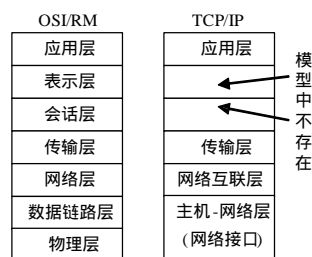 OSI/RM
TCP/IP
应用层
应用层
表示层
会话层
传输层
传输层
网络层
网络互联层
数据链路层
主机-网络层
物理层
(网络接口)
模型中不存在